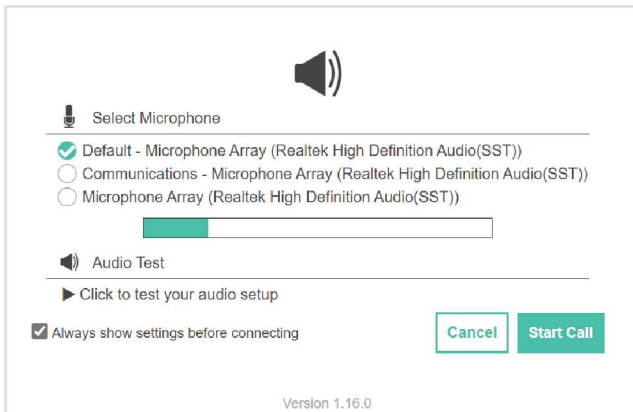 Select Microphone
Default - Microphone Array (Realtek High Definition Audio(SST))
Communications - Microphone Array (Realtek High Definition Audio(SST))
Microphone Array (Realtek High Definition Audio(SST))
Audio Test
Click to test your audio setup
Always show settings before connecting
Cancel
Start Call
Version 1.16.0